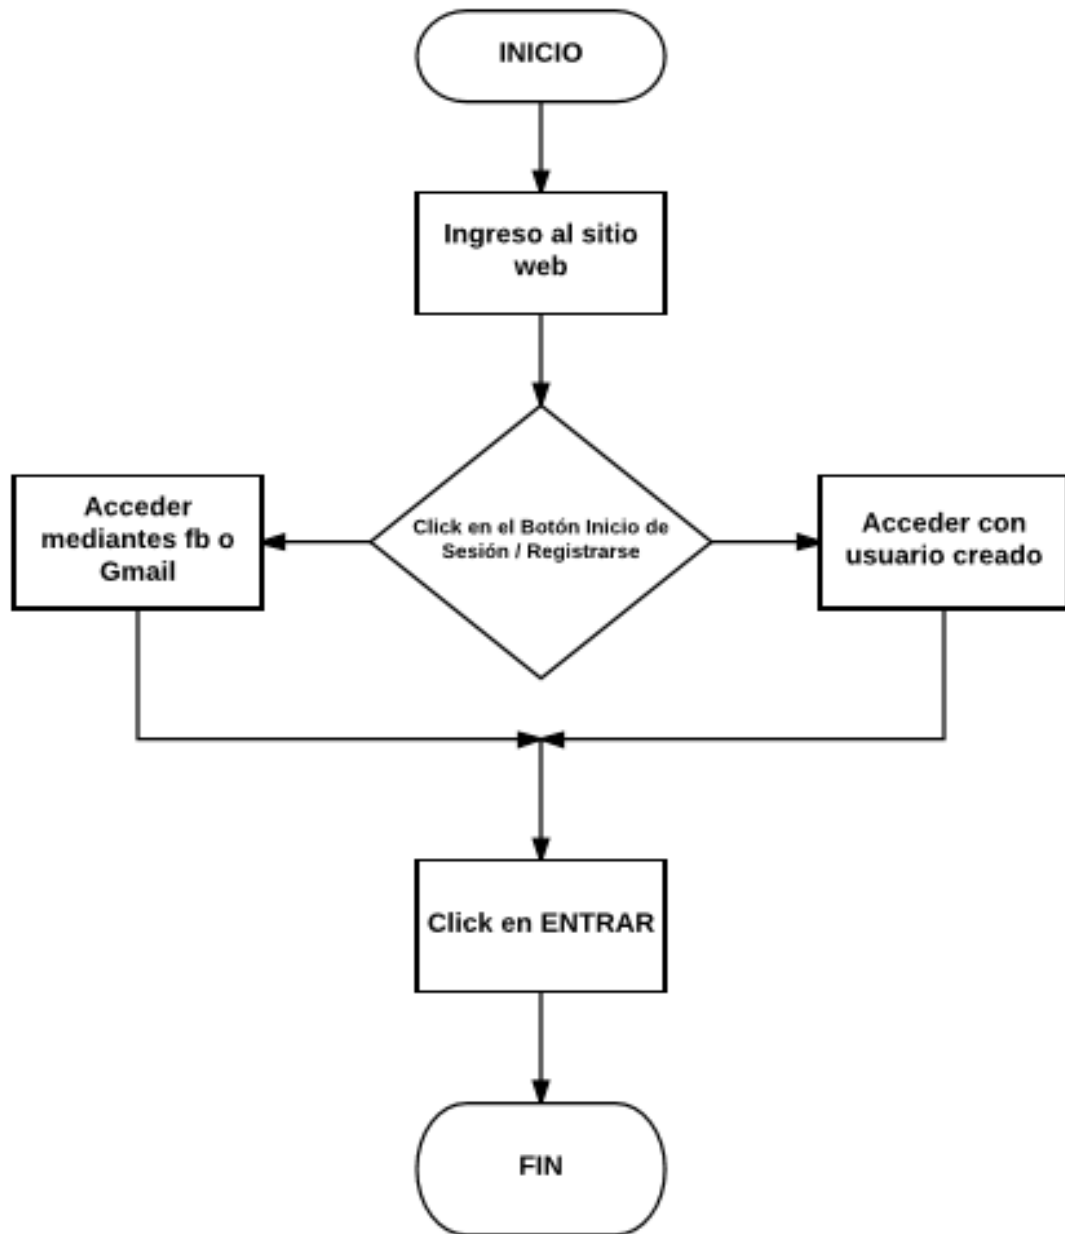 INICIO
Ingreso al sitio
web
Click en el Botón Inicio de
Sesión / Registrarse
Acceder
mediantes fb o
Gmail
Acceder con
usuario creado
Click en ENTRAR
FIN